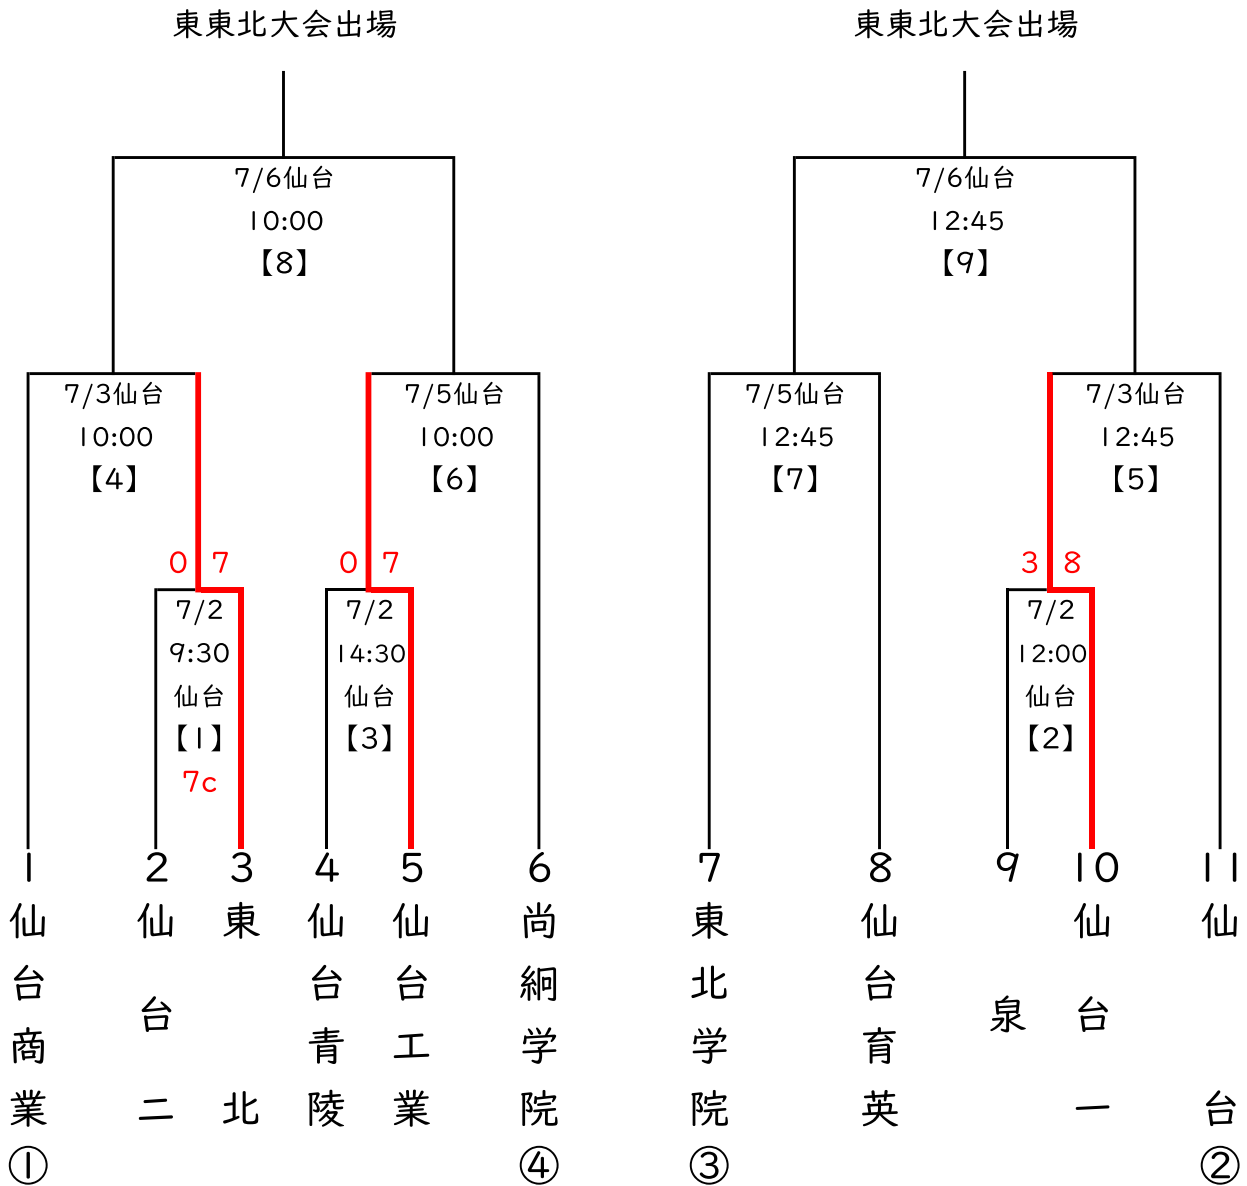 東東北大会出場
東東北大会出場
7/6仙台
10:00
【8】
7/6仙台
12:45
【9】
7/3仙台
10:00
【4】
7/5仙台
10:00
【6】
7/5仙台
12:45
【7】
7/3仙台
12:45
【5】
0 7
0 7
3 8
7/2
9:30
仙台
【1】
7c
7/2
14:30
仙台
【3】
7/2
12:00
仙台
【2】
1
仙台商業
①
2
仙台二
3
東北
4
仙台青陵
5
仙台工業
6
尚絅学院
④
7
東北学院
③
8
仙台育英
9
泉
10
仙台一
11
仙台
②